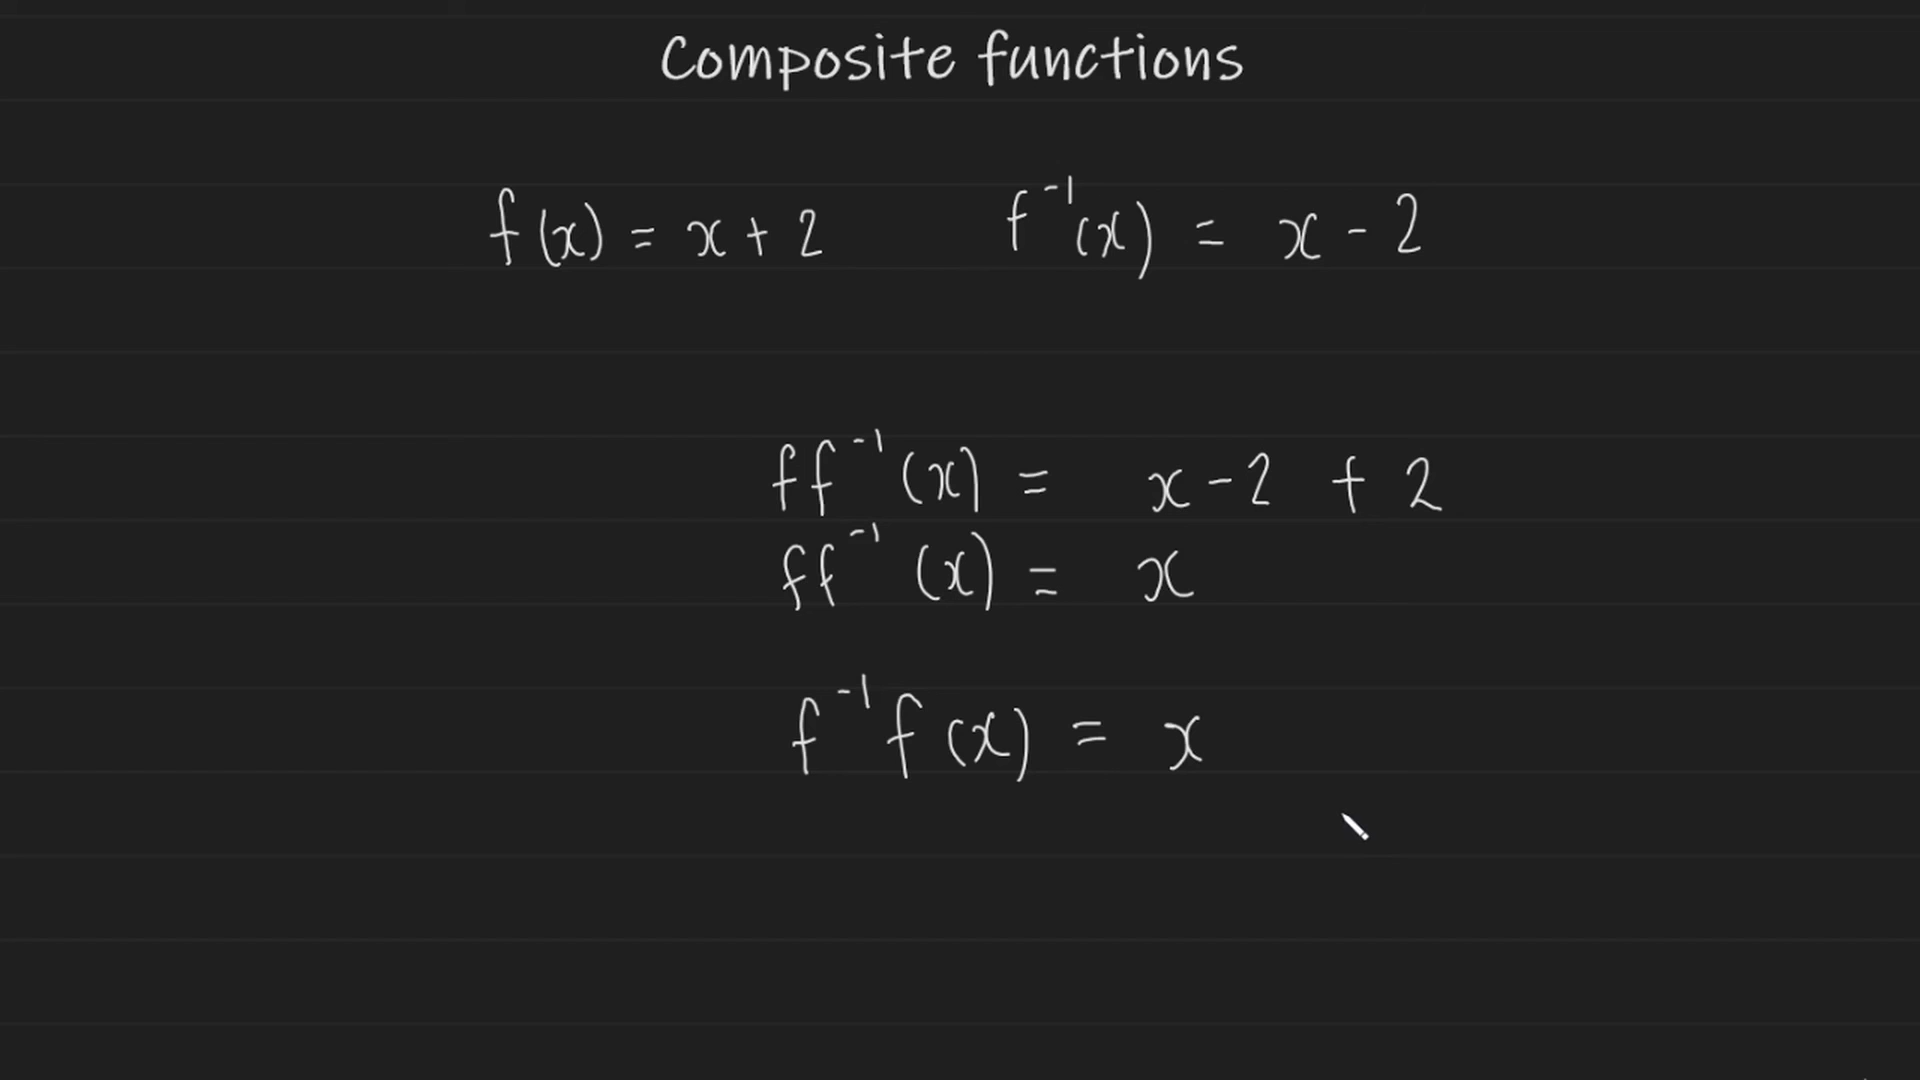 Composite functions
f(x) = x + 2 f⁻¹(x) = x - 2
ff⁻¹(x) = x - 2 + 2
ff⁻¹(x) = x
f⁻¹f(x) = x